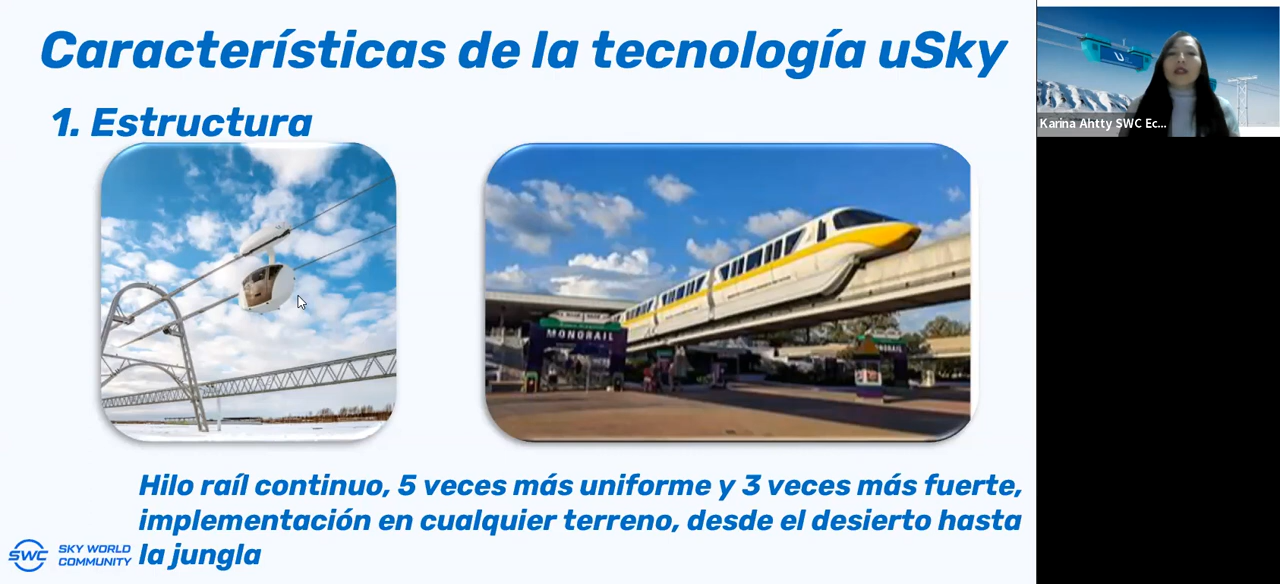 Características de la tecnología uSky
1. Estructura
MONORAIL
Hilo raíl continuo, 5 veces más uniforme y 3 veces más fuerte,
implementación en cualquier terreno, desde el desierto hasta
la jungla
SWC SKY WORLD
COMMUNITY
Karina Ahtty SWC Ec...